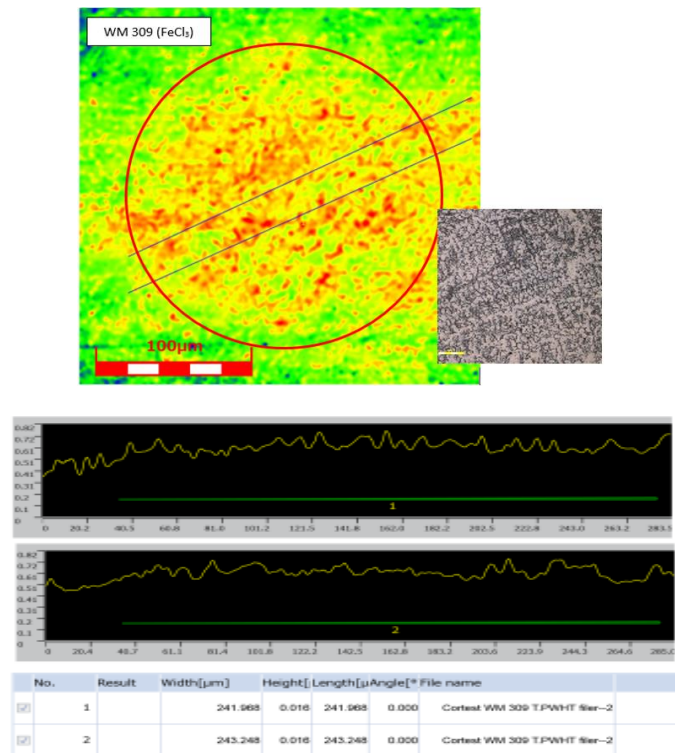 WM 309 (FeCl₃)
100µm
0.82
0.72
0.61
0.51
0.41
0.31
0.2
0.1
0
0 20.2 40.5 60.8 81.0 101.2 121.5 141.8 162.0 182.2 202.5 222.8 243.0 263.2 283.5
1
0.82
0.72
0.61
0.51
0.41
0.31
0.2
0.1
0
0 20.4 40.7 61.1 81.4 101.8 122.2 142.5 162.8 183.2 203.6 223.9 244.3 264.6 285.0
2
No. Result Width[µm] Height[ Length[µ Angle[° File name
1 241.968 0.016 241.968 0.000 Cortest WM 309 T.PWHT filer--2
2 243.248 0.016 243.248 0.000 Cortest WM 309 T.PWHT filer--2